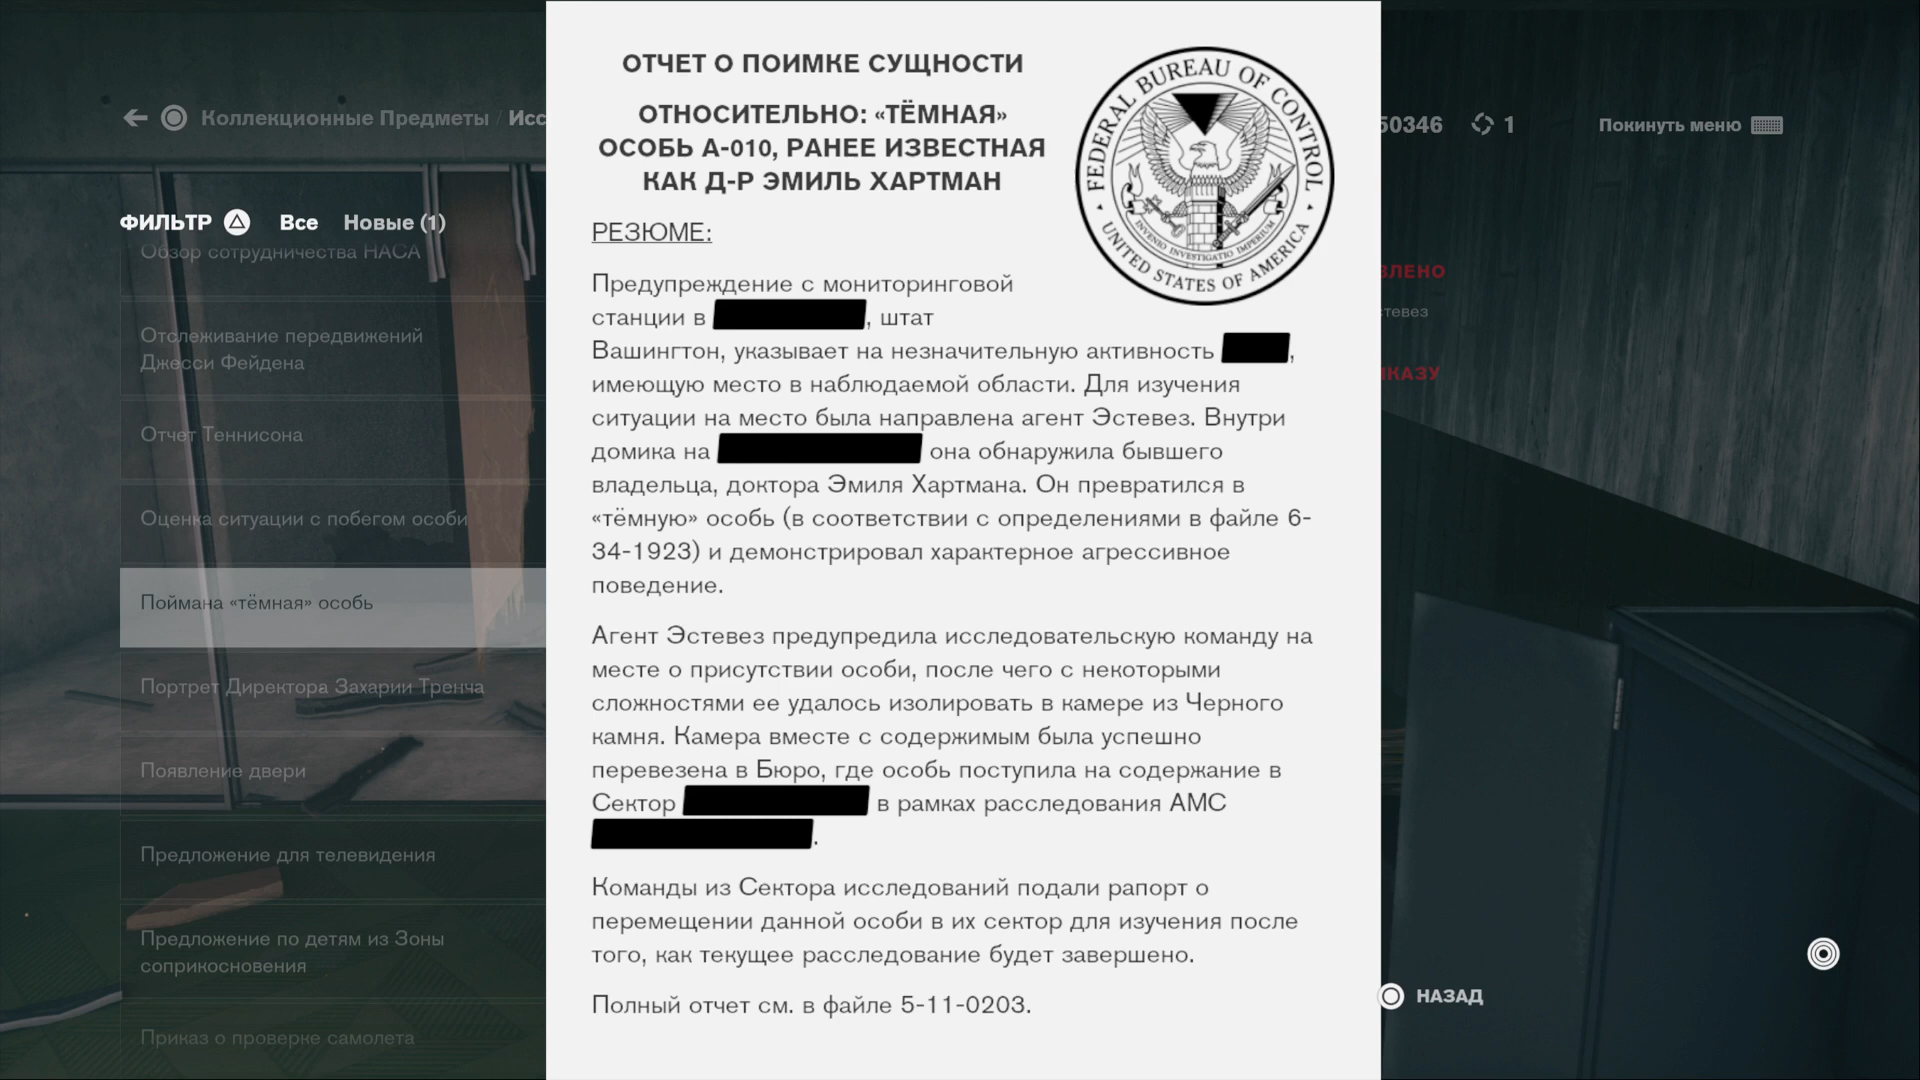 ОТЧЕТ О ПОИМКЕ СУЩНОСТИ
ОТНОСИТЕЛЬНО: «ТЁМНАЯ»
ОСОБЬ А-010, РАНЕЕ ИЗВЕСТНАЯ
КАК Д-Р ЭМИЛЬ ХАРТМАН
FEDERAL BUREAU OF CONTROL
UNITED STATES OF AMERICA
INVENIO INVESTIGATIO IMPERIUM
РЕЗЮМЕ:
Предупреждение с мониторинговой
станции в , штат
Вашингтон, указывает на незначительную активность ,
имеющую место в наблюдаемой области. Для изучения
ситуации на место была направлена агент Эстевез. Внутри
домика на она обнаружила бывшего
владельца, доктора Эмиля Хартмана. Он превратился в
«тёмную» особь (в соответствии с определениями в файле 6-
34-1923) и демонстрировал характерное агрессивное
поведение.
Агент Эстевез предупредила исследовательскую команду на
месте о присутствии особи, после чего с некоторыми
сложностями ее удалось изолировать в камере из Черного
камня. Камера вместе с содержимым была успешно
перевезена в Бюро, где особь поступила на содержание в
Сектор в рамках расследования АМС
.
Команды из Сектора исследований подали рапорт о
перемещении данной особи в их сектор для изучения после
того, как текущее расследование будет завершено.
Полный отчет см. в файле 5-11-0203.
Коллекционные Предметы / Исс
ФИЛЬТР Все Новые (1)
Обзор сотрудничества НАСА
Отслеживание передвижений
Джесси Фейдена
Отчет Теннисона
Оценка ситуации с побегом особи
Поймана «тёмная» особь
Портрет Директора Захарии Тренча
Появление двери
Предложение для телевидения
Предложение по детям из Зоны
соприкосновения
Приказ о проверке самолета
50346 1 Покинуть меню
ВЛЕНО
стевез
ИКАЗУ
НАЗАД